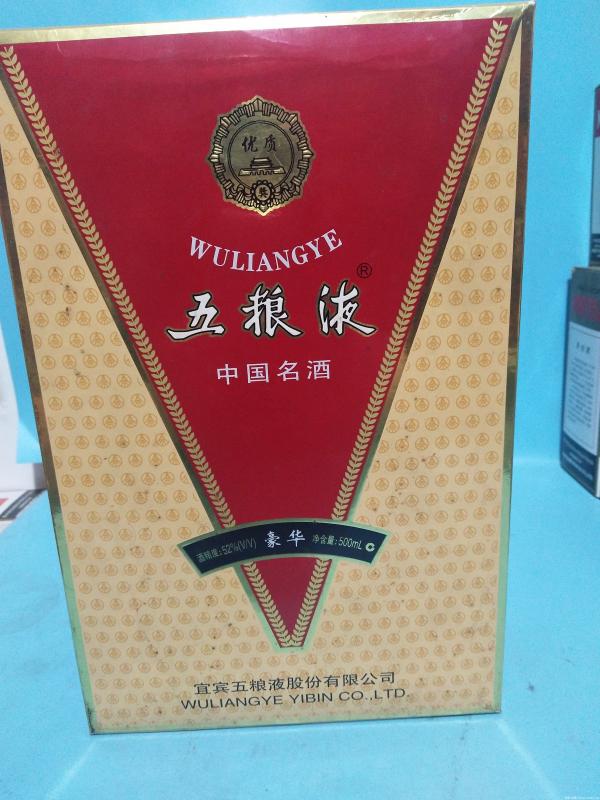 优质
奖
WULIANGYE
五粮液®
中国名酒
酒精度:52%(V/V) 豪华 净含量:500mL
宜宾五粮液股份有限公司
WULIANGYE YIBIN CO.,LTD.